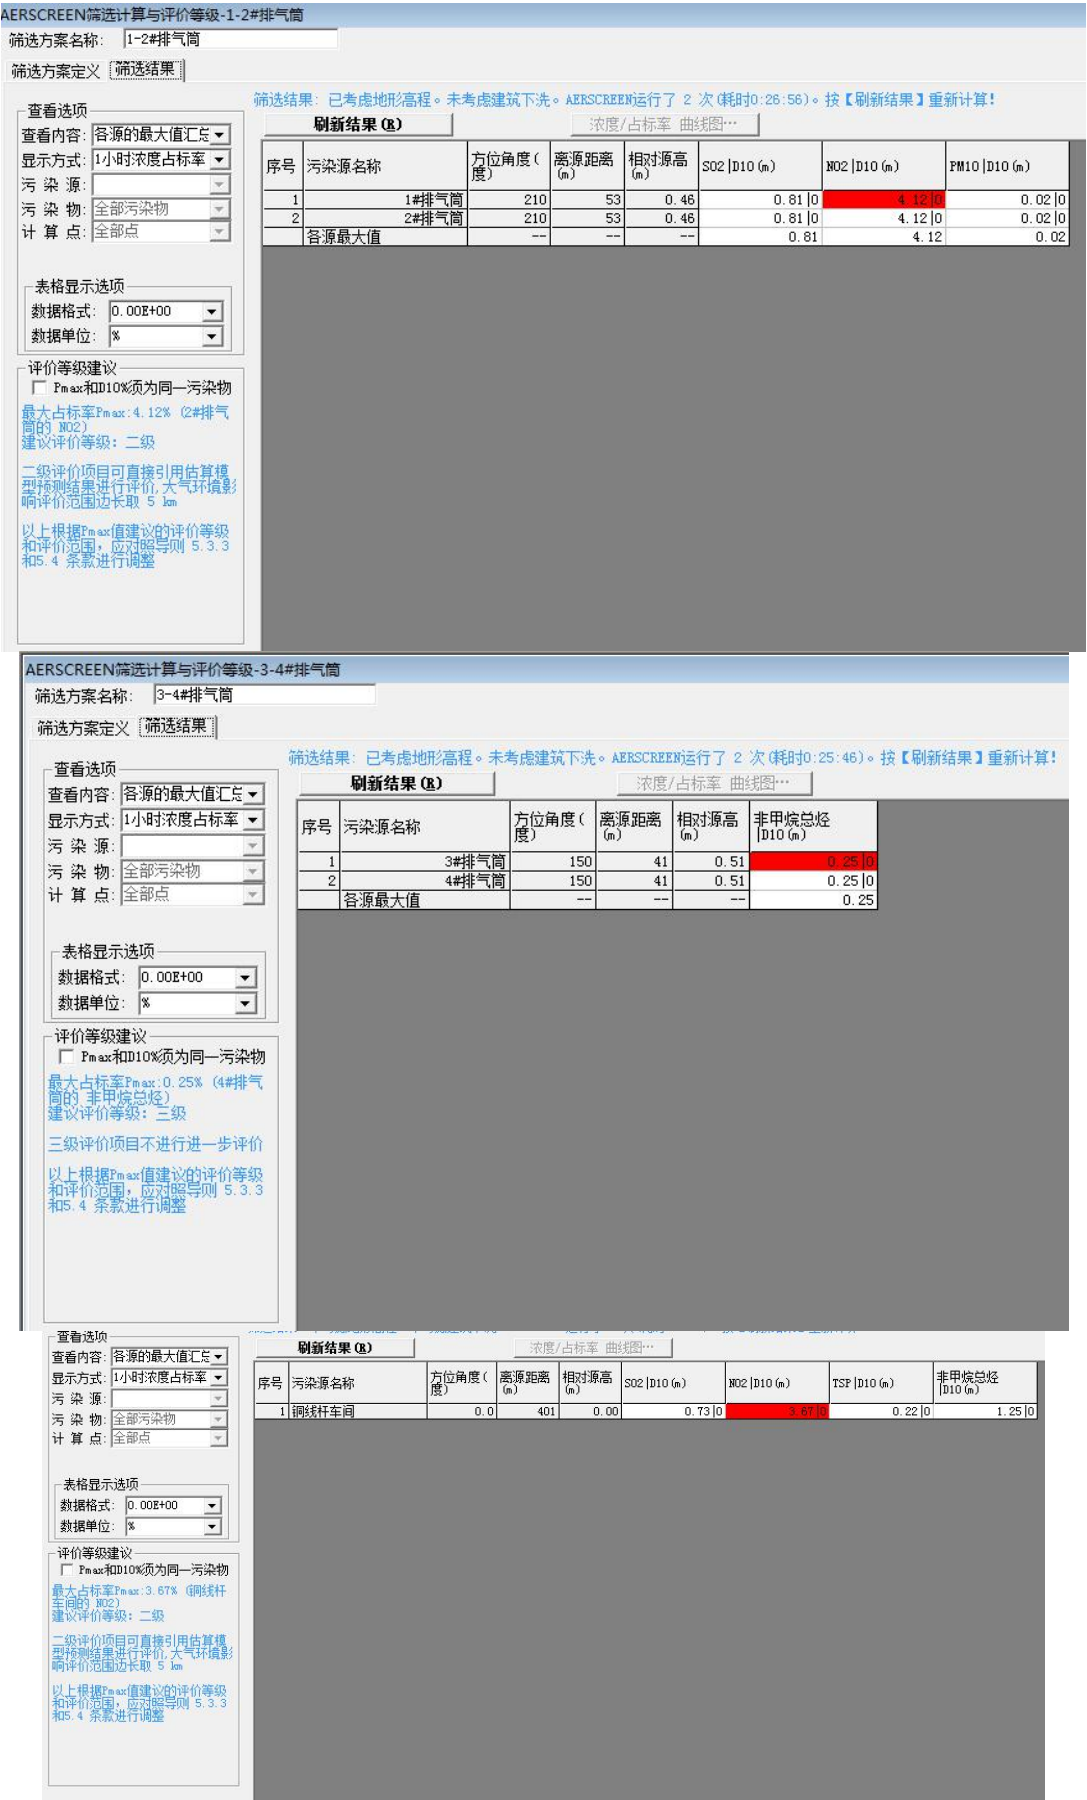 AERSCREEN筛选计算与评价等级-1-2#排气筒
筛选方案名称: 1-2#排气筒
筛选方案定义 筛选结果
筛选结果: 已考虑地形高程。未考虑建筑下洗。AERSCREEN运行了 2 次(耗时0:26:56)。按【刷新结果】重新计算!
查看选项
刷新结果(R) 浓度/占标率 曲线图…
查看内容: 各源的最大值汇总
显示方式: 1小时浓度占标率
污 染 源:
污 染 物: 全部污染物
计 算 点: 全部点
序号 污染源名称 方位角度(度) 离源距离(m) 相对源高(m) SO2|D10(m) NO2|D10(m) PM10|D10(m)
1 1#排气筒 210 53 0.46 0.81|0 4.12|0 0.02|0
2 2#排气筒 210 53 0.46 0.81|0 4.12|0 0.02|0
各源最大值 -- -- -- 0.81 4.12 0.02
表格显示选项
数据格式: 0.00E+00
数据单位: %
评价等级建议
Pmax和D10%须为同一污染物
最大占标率Pmax:4.12% (2#排气
筒的 NO2)
建议评价等级: 二级
二级评价项目可直接引用估算模
型预测结果进行评价,大气环境影
响评价范围边长取 5 km
以上根据Pmax值建议的评价等级
和评价范围,应对照导则 5.3.3
和5.4 条款进行调整
AERSCREEN筛选计算与评价等级-3-4#排气筒
筛选方案名称: 3-4#排气筒
筛选方案定义 筛选结果
筛选结果: 已考虑地形高程。未考虑建筑下洗。AERSCREEN运行了 2 次(耗时0:25:46)。按【刷新结果】重新计算!
查看选项
刷新结果(R) 浓度/占标率 曲线图…
查看内容: 各源的最大值汇总
显示方式: 1小时浓度占标率
污 染 源:
污 染 物: 全部污染物
计 算 点: 全部点
序号 污染源名称 方位角度(度) 离源距离(m) 相对源高(m) 非甲烷总烃|D10(m)
1 3#排气筒 150 41 0.51 0.25|0
2 4#排气筒 150 41 0.51 0.25|0
各源最大值 -- -- -- 0.25
表格显示选项
数据格式: 0.00E+00
数据单位: %
评价等级建议
Pmax和D10%须为同一污染物
最大占标率Pmax:0.25% (4#排气
筒的 非甲烷总烃)
建议评价等级: 三级
三级评价项目不进行进一步评价
以上根据Pmax值建议的评价等级
和评价范围,应对照导则 5.3.3
和5.4 条款进行调整
查看选项
刷新结果(R) 浓度/占标率 曲线图…
查看内容: 各源的最大值汇总
显示方式: 1小时浓度占标率
污 染 源:
污 染 物: 全部污染物
计 算 点: 全部点
序号 污染源名称 方位角度(度) 离源距离(m) 相对源高(m) SO2|D10(m) NO2|D10(m) TSP|D10(m) 非甲烷总烃|D10(m)
1 铜线杆车间 0.0 401 0.00 0.73|0 3.67|0 0.22|0 1.25|0
表格显示选项
数据格式: 0.00E+00
数据单位: %
评价等级建议
Pmax和D10%须为同一污染物
最大占标率Pmax:3.67% (铜线杆
车间的 NO2)
建议评价等级: 二级
二级评价项目可直接引用估算模
型预测结果进行评价,大气环境影
响评价范围边长取 5 km
以上根据Pmax值建议的评价等级
和评价范围,应对照导则 5.3.3
和5.4 条款进行调整